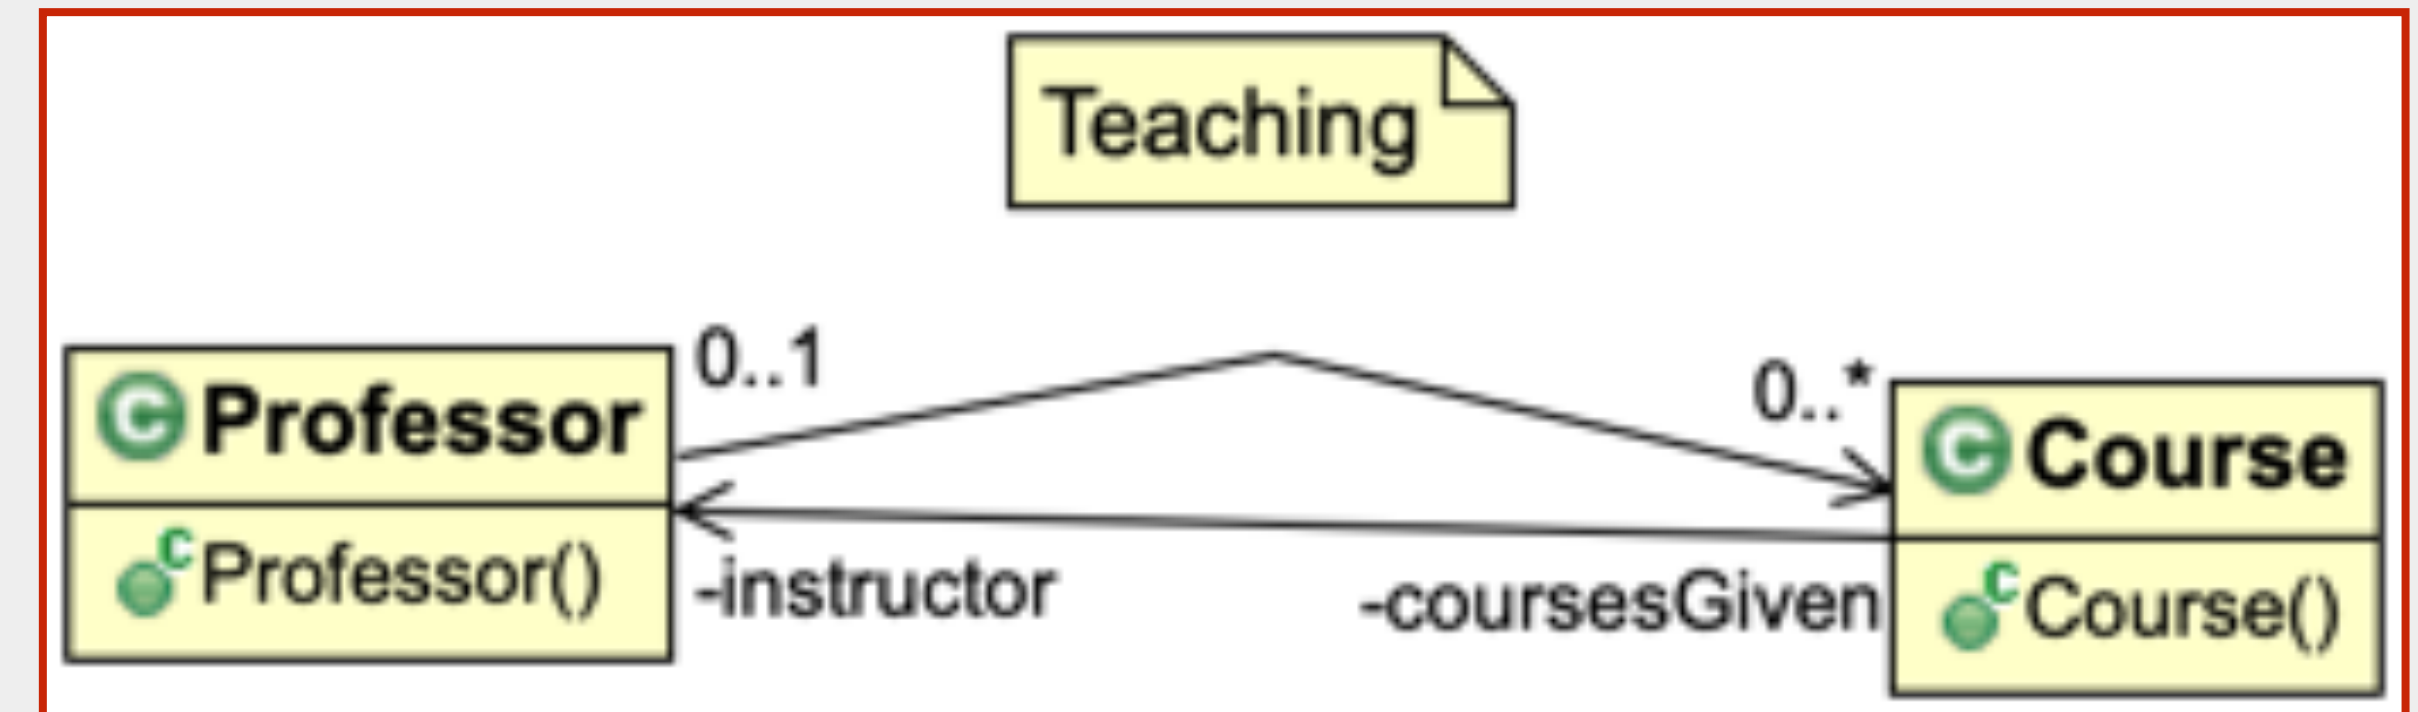 Teaching
0..1
0..*
C Professor
C Course
c Professor()
-instructor
-coursesGiven
c Course()